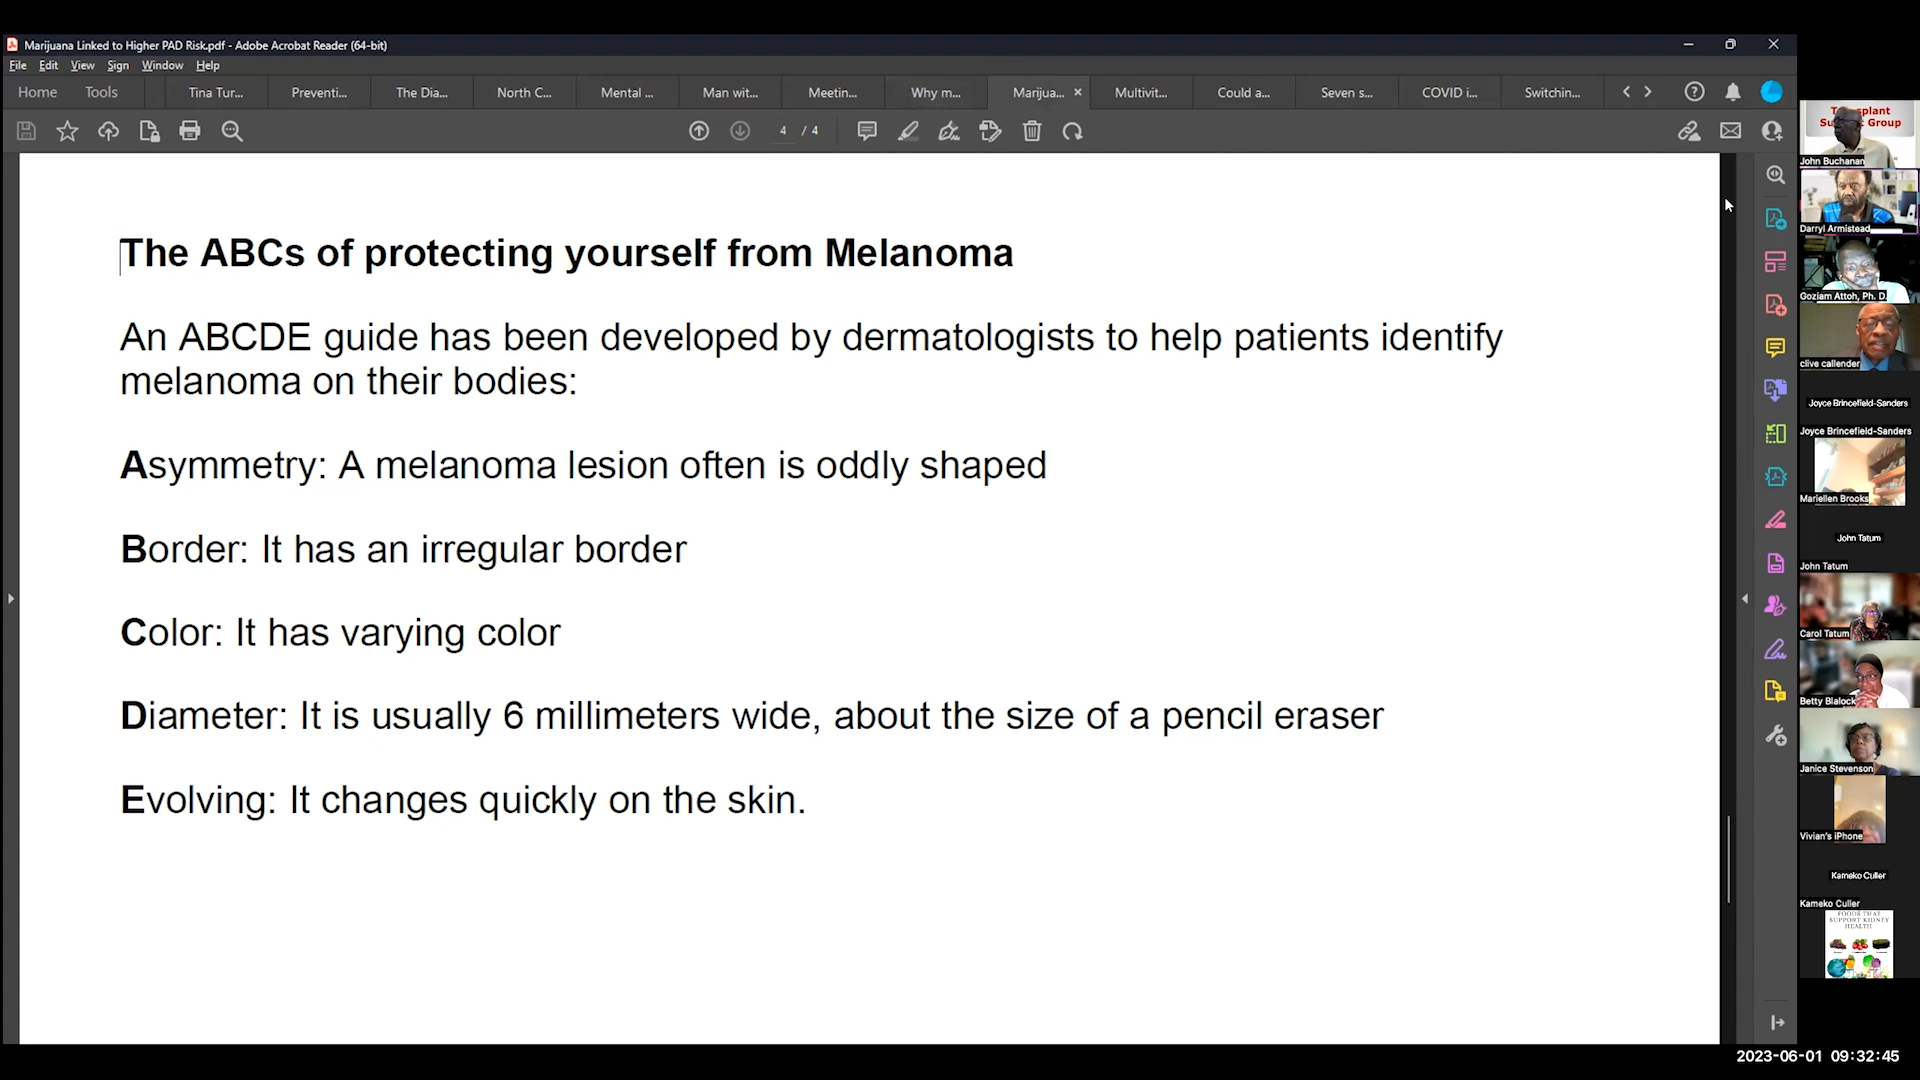 Marijuana Linked to Higher PAD Risk.pdf - Adobe Acrobat Reader (64-bit)
File Edit View Sign Window Help
Home Tools Tina Tur... Preventi... The Dia... North C... Mental ... Man wit... Meetin... Why m... Marijua... × Multivit... Could a... Seven s... COVID i... Switchin...
4 / 4
The ABCs of protecting yourself from Melanoma
An ABCDE guide has been developed by dermatologists to help patients identify
melanoma on their bodies:
Asymmetry: A melanoma lesion often is oddly shaped
Border: It has an irregular border
Color: It has varying color
Diameter: It is usually 6 millimeters wide, about the size of a pencil eraser
Evolving: It changes quickly on the skin.
Group
John Buchanan
Darryl Armistead
Goziam Attoh, Ph. D.
clive callender
Joyce Brincefield-Sanders
Joyce Brincefield-Sanders
Mariellen Brooks
John Tatum
John Tatum
Carol Tatum
Betty Blalock
Janice Stevenson
Vivian's iPhone
Kameko Culler
Kameko Culler
FOODS THAT
SUPPORT KIDNEY
HEALTH
2023-06-01 09:32:45